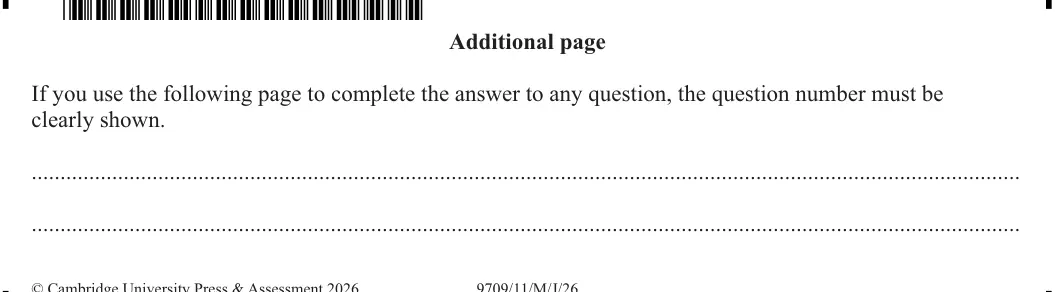 Additional page
If you use the following page to complete the answer to any question, the question number must be
clearly shown.
................................................................................................................................................................................
................................................................................................................................................................................
© Cambridge University Press & Assessment 2026 9709/11/M/J/26